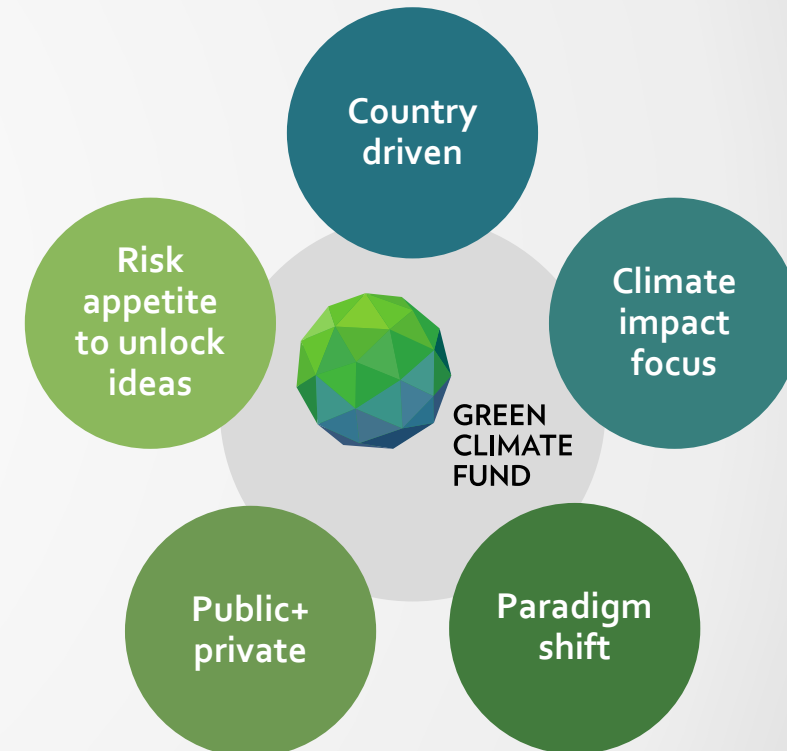 Country
driven
Climate
impact
focus
Paradigm
shift
Public+
private
Risk
appetite
to unlock
ideas
GREEN
CLIMATE
FUND